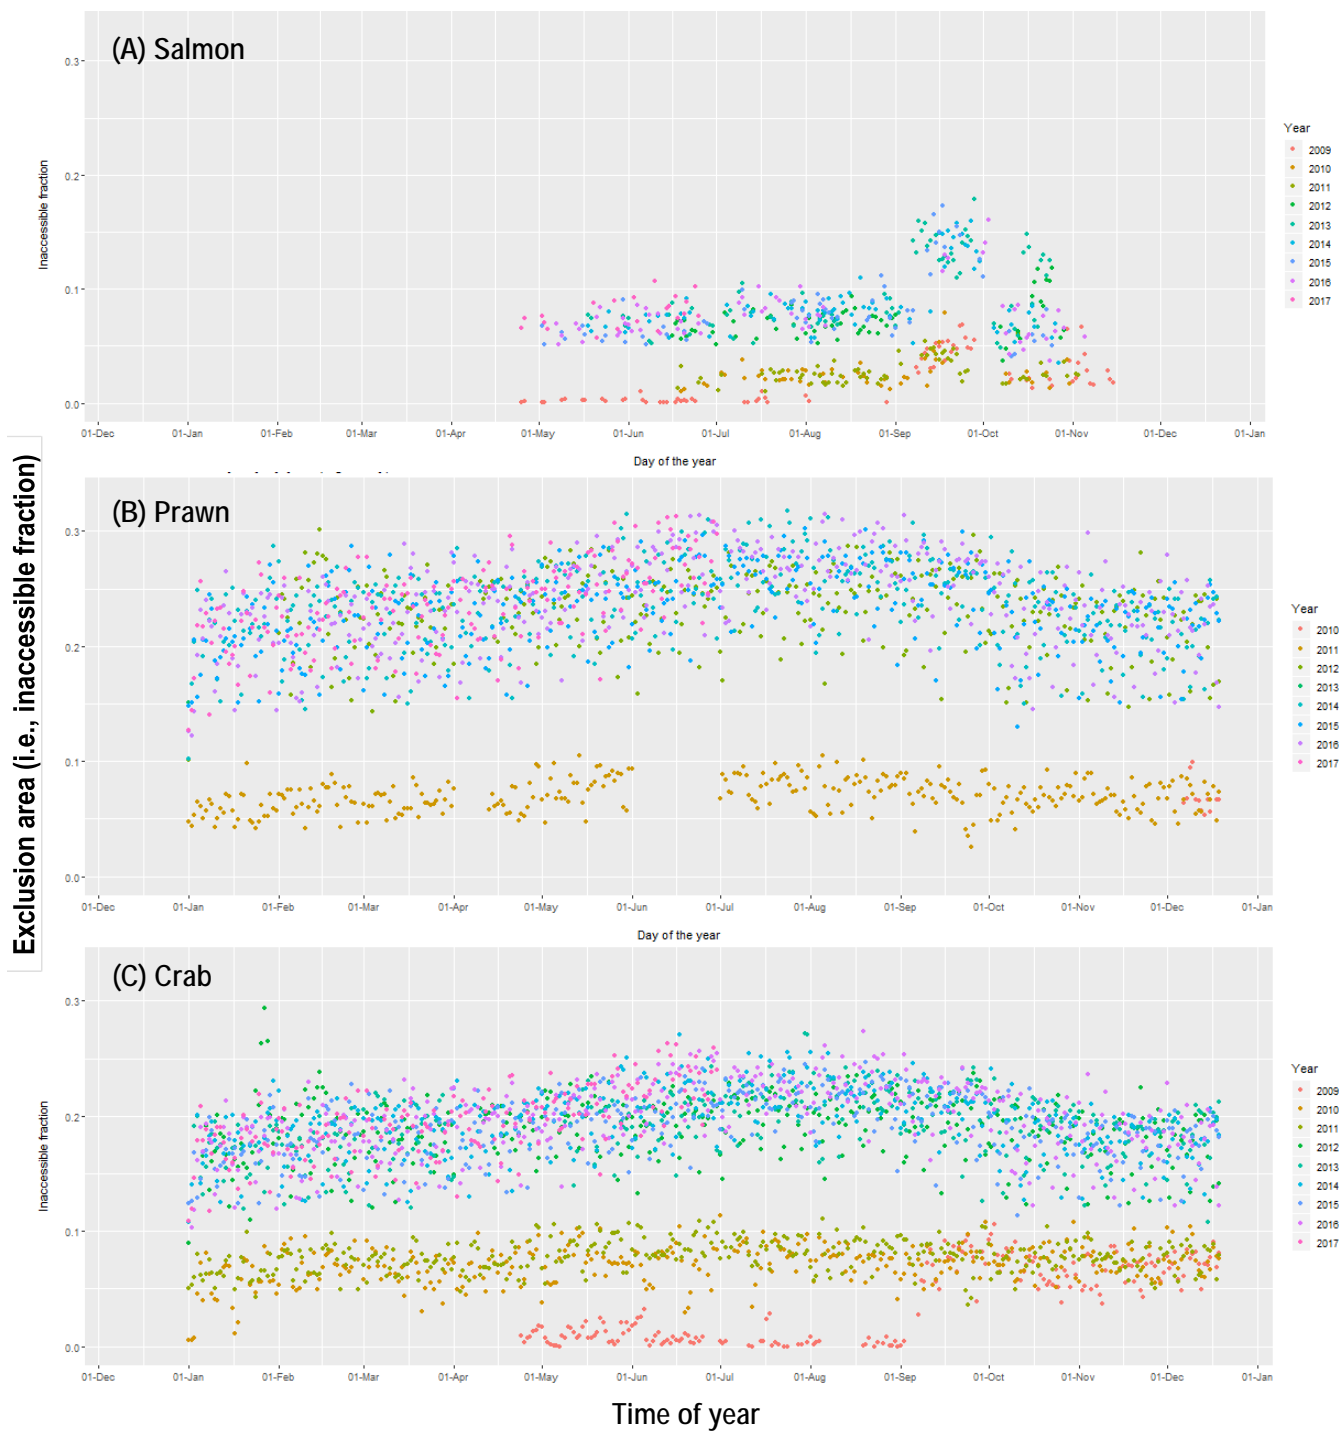 (A) Salmon
0.3
0.2
0.1
0.0
Inaccessible fraction
01-Dec 01-Jan 01-Feb 01-Mar 01-Apr 01-May 01-Jun 01-Jul 01-Aug 01-Sep 01-Oct 01-Nov 01-Dec 01-Jan
Day of the year
Year
2009
2010
2011
2012
2013
2014
2015
2016
2017
Exclusion area (i.e., inaccessible fraction)
(B) Prawn
0.3
0.2
0.1
0.0
01-Dec 01-Jan 01-Feb 01-Mar 01-Apr 01-May 01-Jun 01-Jul 01-Aug 01-Sep 01-Oct 01-Nov 01-Dec 01-Jan
Day of the year
Year
2010
2011
2012
2013
2014
2015
2016
2017
(C) Crab
0.3
0.2
0.1
0.0
Inaccessible fraction
01-Dec 01-Jan 01-Feb 01-Mar 01-Apr 01-May 01-Jun 01-Jul 01-Aug 01-Sep 01-Oct 01-Nov 01-Dec 01-Jan
Year
2009
2010
2011
2012
2013
2014
2015
2016
2017
Time of year